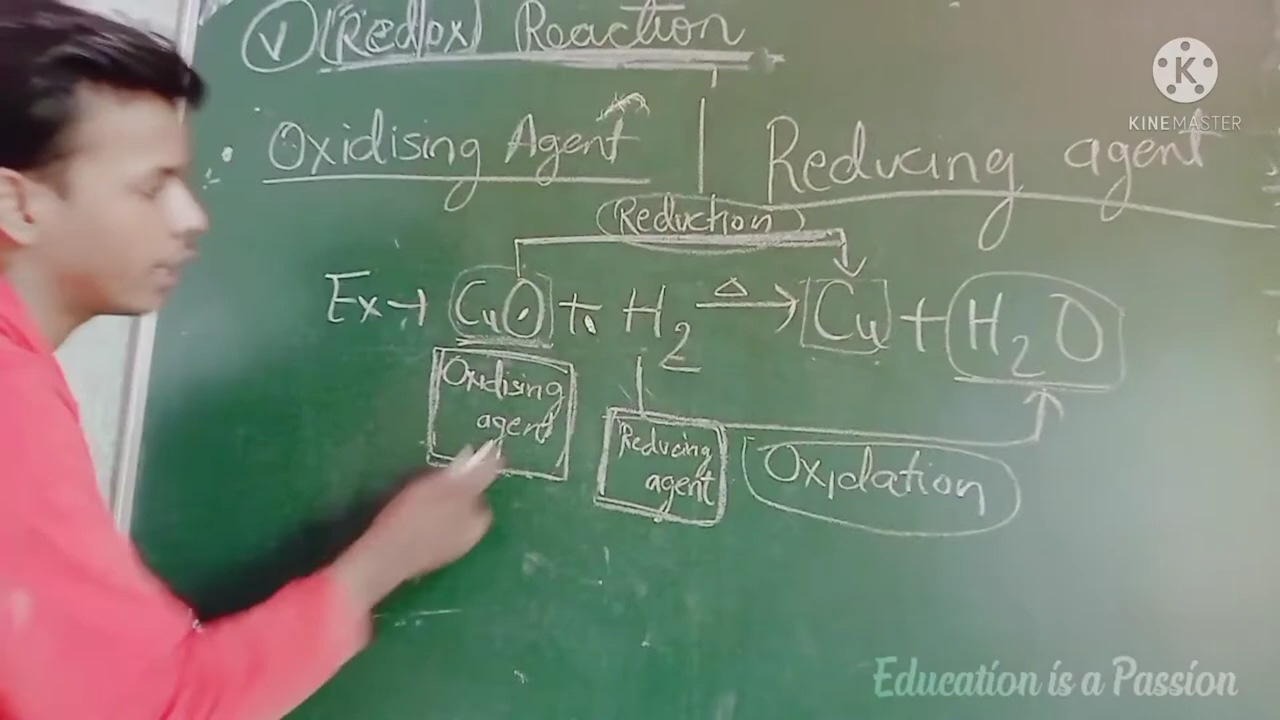 (v) (Redox) Reaction
Oxidising Agent | Reducing agent
Reduction
Ex→ CuO + H2 —Δ→ Cu + H2O
Oxidising
agent
Reducing
agent
Oxidation
K
KINEMASTER
Education is a Passion